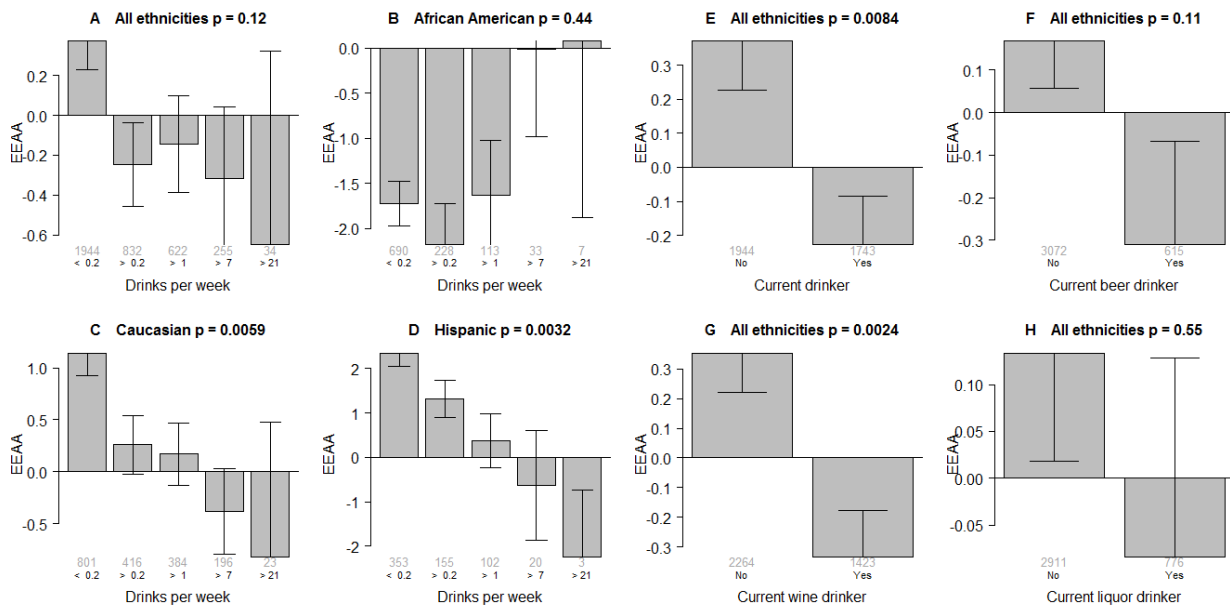 A All ethnicities p = 0.12
EEAA
0.2
0.0
-0.2
-0.4
-0.6
1944 832 622 255 34
< 0.2 > 0.2 > 1 > 7 > 21
Drinks per week
B African American p = 0.44
EEAA
0.0
-0.5
-1.0
-1.5
-2.0
690 228 113 33 7
< 0.2 > 0.2 > 1 > 7 > 21
Drinks per week
E All ethnicities p = 0.0084
EEAA
0.3
0.2
0.1
0.0
-0.1
-0.2
1944 1743
No Yes
Current drinker
F All ethnicities p = 0.11
EEAA
0.1
0.0
-0.1
-0.2
-0.3
3072 615
No Yes
Current beer drinker
C Caucasian p = 0.0059
EEAA
1.0
0.5
0.0
-0.5
801 416 384 196 23
< 0.2 > 0.2 > 1 > 7 > 21
Drinks per week
D Hispanic p = 0.0032
EEAA
2
1
0
-1
-2
353 155 102 20 3
< 0.2 > 0.2 > 1 > 7 > 21
Drinks per week
G All ethnicities p = 0.0024
EEAA
0.3
0.2
0.1
0.0
-0.1
-0.2
-0.3
2264 1423
No Yes
Current wine drinker
H All ethnicities p = 0.55
EEAA
0.10
0.05
0.00
-0.05
2911 776
No Yes
Current liquor drinker